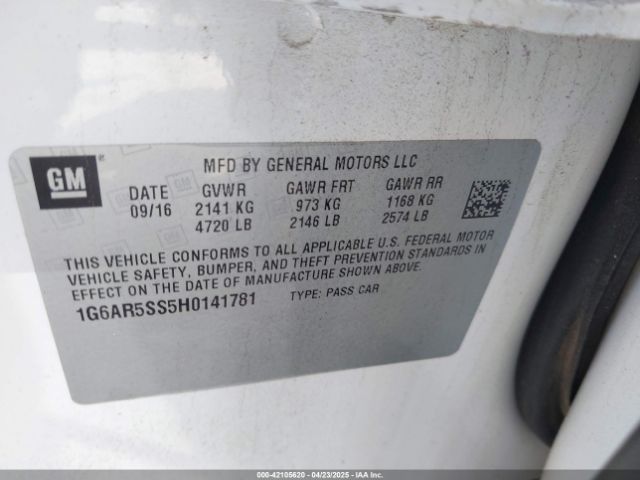 GM
MFD BY GENERAL MOTORS LLC
DATE GVWR GAWR FRT GAWR RR
09/16 2141 KG 973 KG 1168 KG
4720 LB 2146 LB 2574 LB
THIS VEHICLE CONFORMS TO ALL APPLICABLE U.S. FEDERAL MOTOR
VEHICLE SAFETY, BUMPER, AND THEFT PREVENTION STANDARDS IN
EFFECT ON THE DATE OF MANUFACTURE SHOWN ABOVE.
1G6AR5SS5H0141781 TYPE: PASS CAR
000-42105620 - 04/23/2025 - IAAI.COM